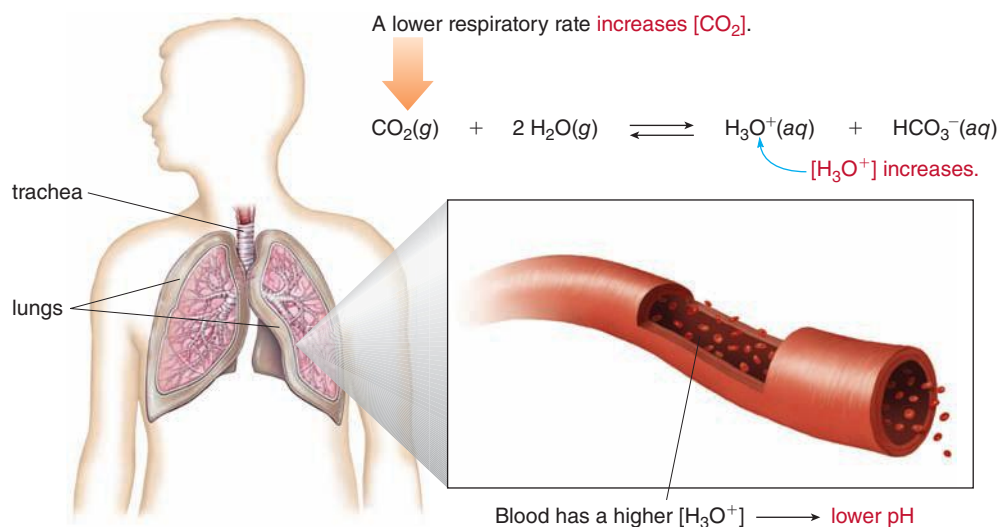 A lower respiratory rate increases [CO₂].
CO₂(g) + 2 H₂O(g) ⇌ H₃O⁺(aq) + HCO₃⁻(aq)
[H₃O⁺] increases.
trachea
lungs
Blood has a higher [H₃O⁺] ⟶ lower pH